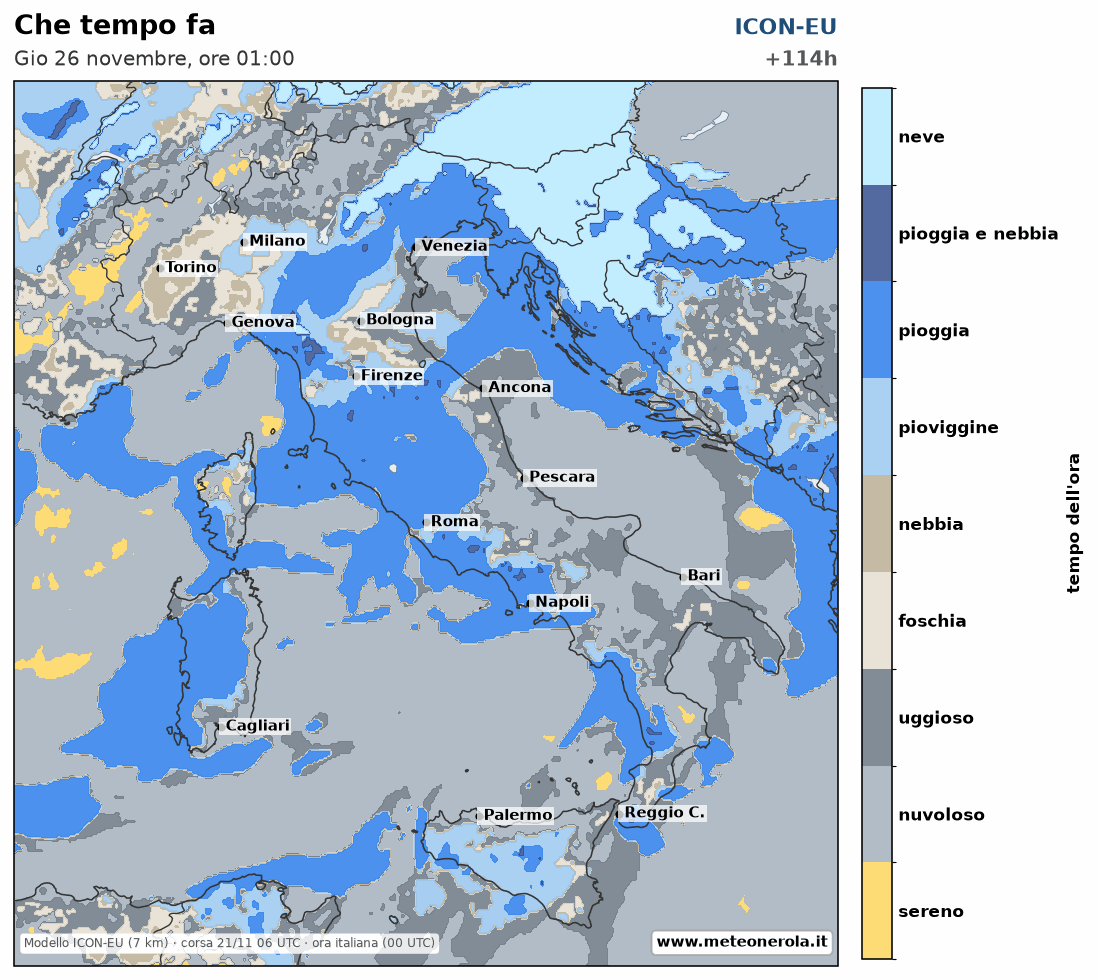 Che tempo fa
ICON-EU
Gio 26 novembre, ore 01:00
+114h
Milano
Venezia
Torino
Genova
Bologna
Firenze
Ancona
Pescara
Roma
Bari
Napoli
Cagliari
Palermo
Reggio C.
Modello ICON-EU (7 km) · corsa 21/11 06 UTC · ora italiana (00 UTC)
www.meteonerola.it
neve
pioggia e nebbia
pioggia
pioviggine
nebbia
foschia
uggioso
nuvoloso
sereno
tempo dell'ora